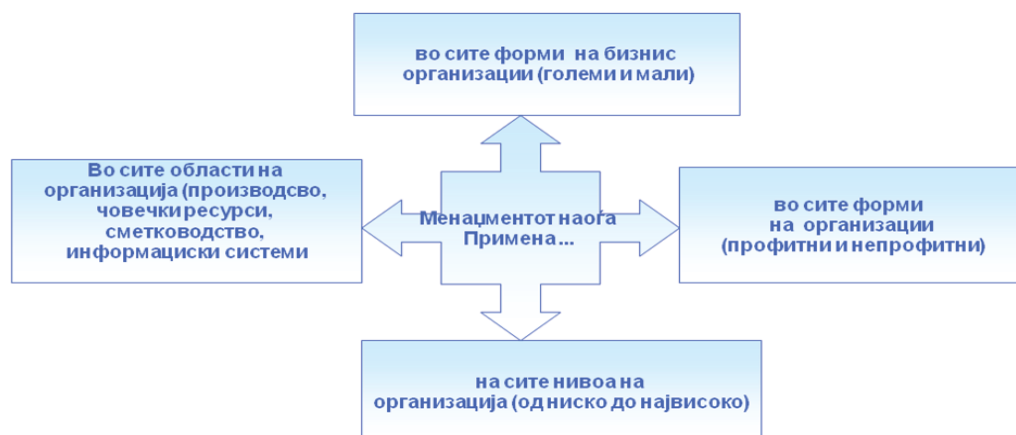 во сите форми на бизнис
организации (големи и мали)
Во сите области на
организација (производсво,
човечки ресурси,
сметководство,
информациски системи
Менаџментот наоѓа
Примена ...
во сите форми
на организации
(профитни и непрофитни)
на сите нивоа на
организација (од ниско до највисоко)